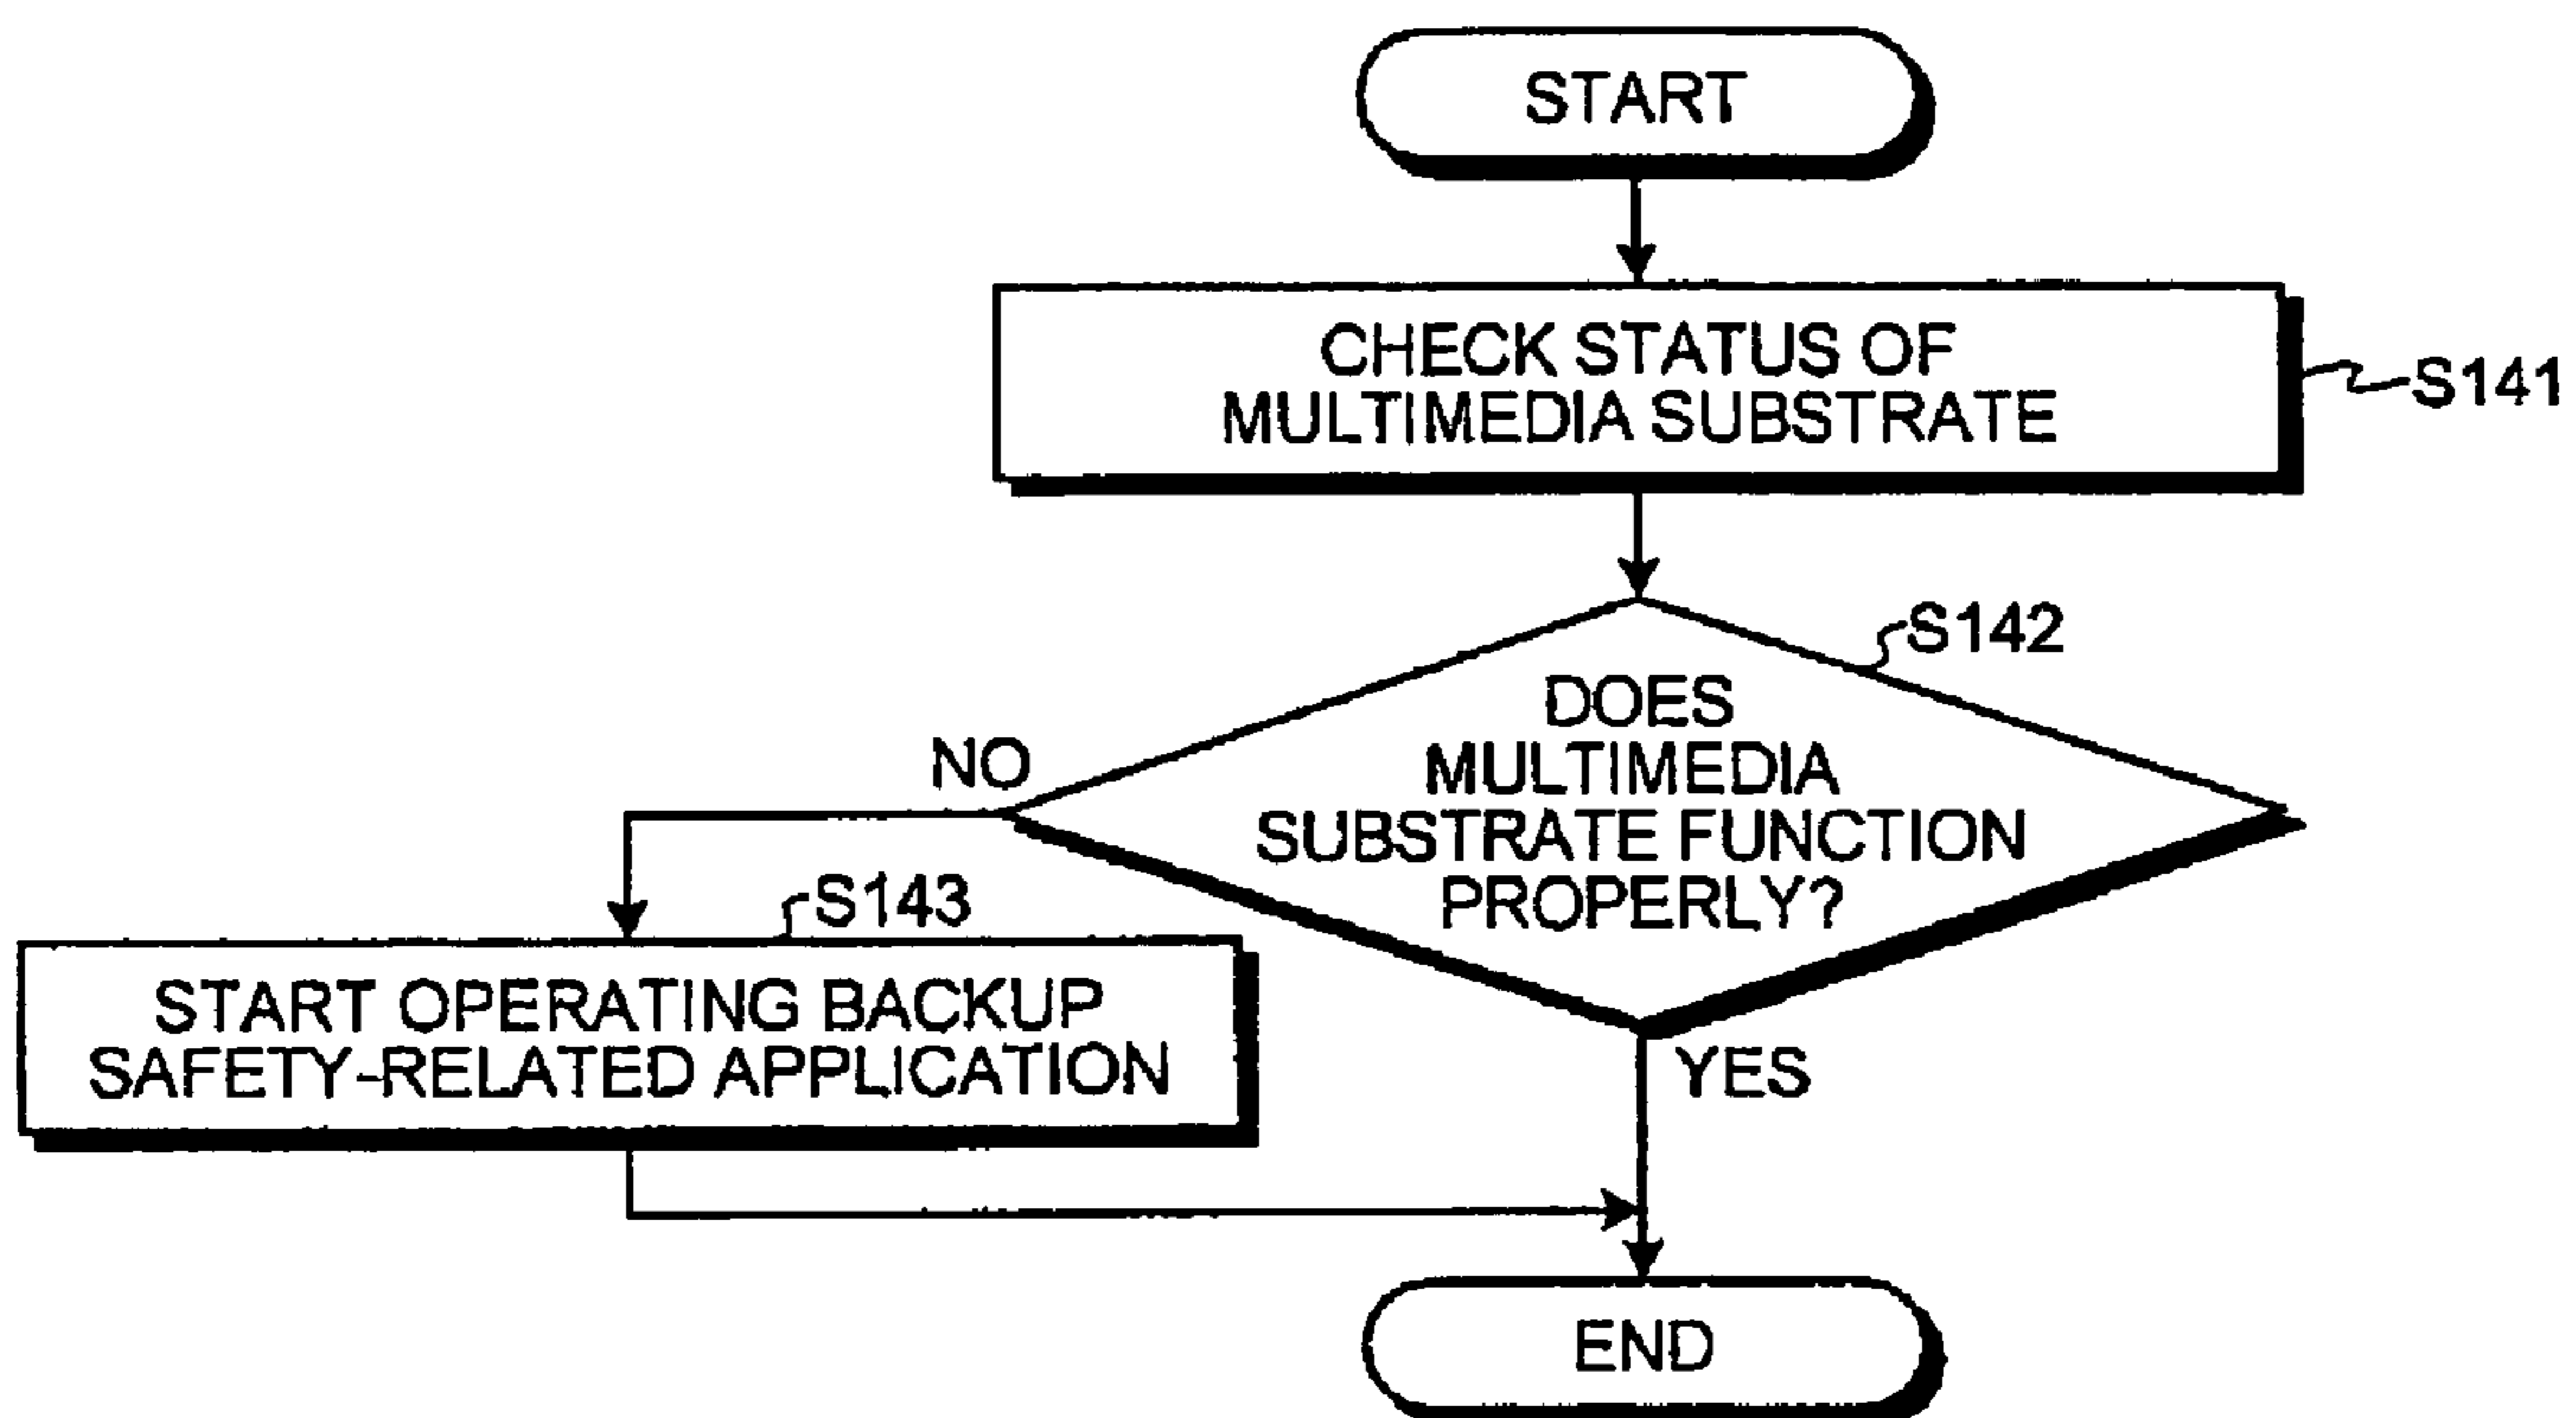 START
CHECK STATUS OF
MULTIMEDIA SUBSTRATE
S141
S142
DOES
MULTIMEDIA
SUBSTRATE FUNCTION
PROPERLY?
NO
S143
START OPERATING BACKUP
SAFETY-RELATED APPLICATION
YES
END